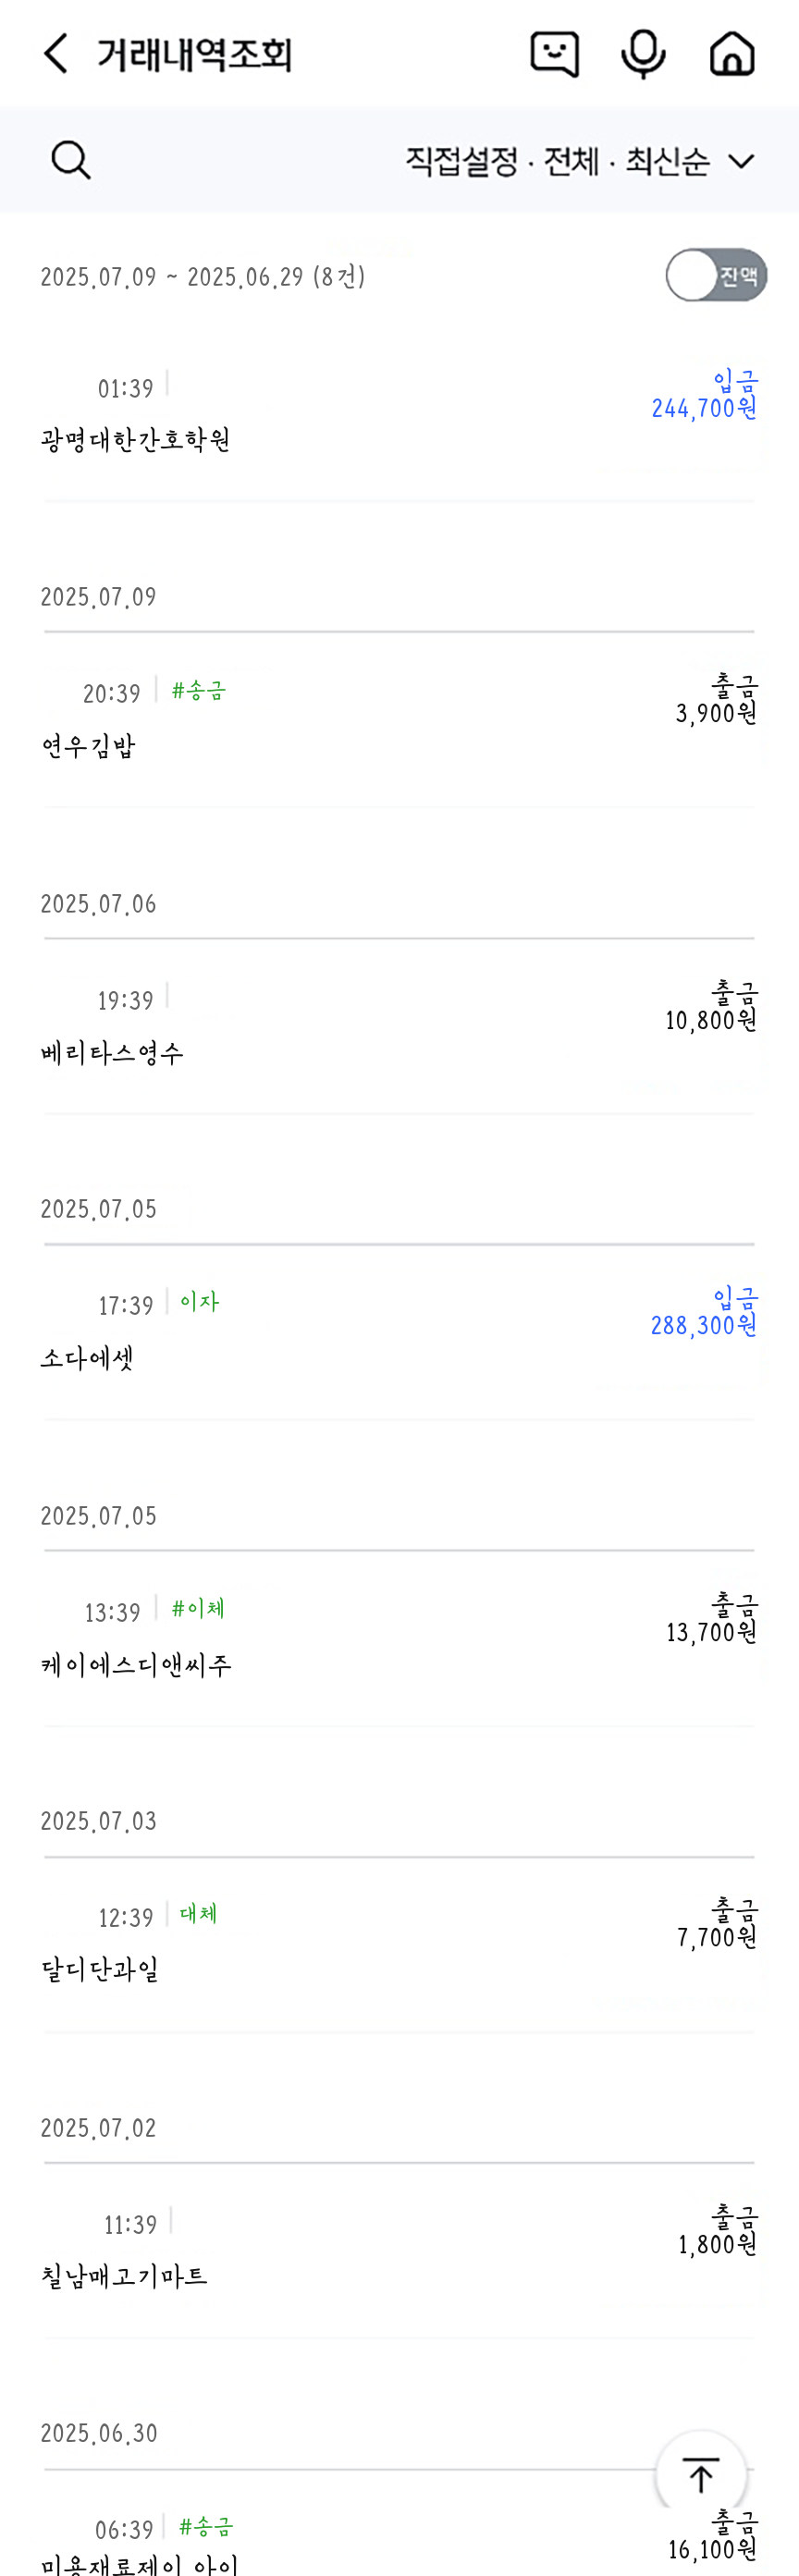 거래내역조회
직접설정 · 전체 · 최신순
2025.07.09 ~ 2025.06.29 (8건)
잔액
01:39
입금
244,700원
광명대한간호학원
2025.07.09
20:39 #송금
출금
3,900원
연우김밥
2025.07.06
19:39
출금
10,800원
베리타스영수
2025.07.05
17:39 이자
입금
288,300원
소다에셋
2025.07.05
13:39 #이체
출금
13,700원
케이에스디앤씨주
2025.07.03
12:39 대체
출금
7,700원
달디단과일
2025.07.02
11:39
출금
1,800원
칠남매고기마트
2025.06.30
06:39 #송금
출금
16,100원
미용재료제이 아이